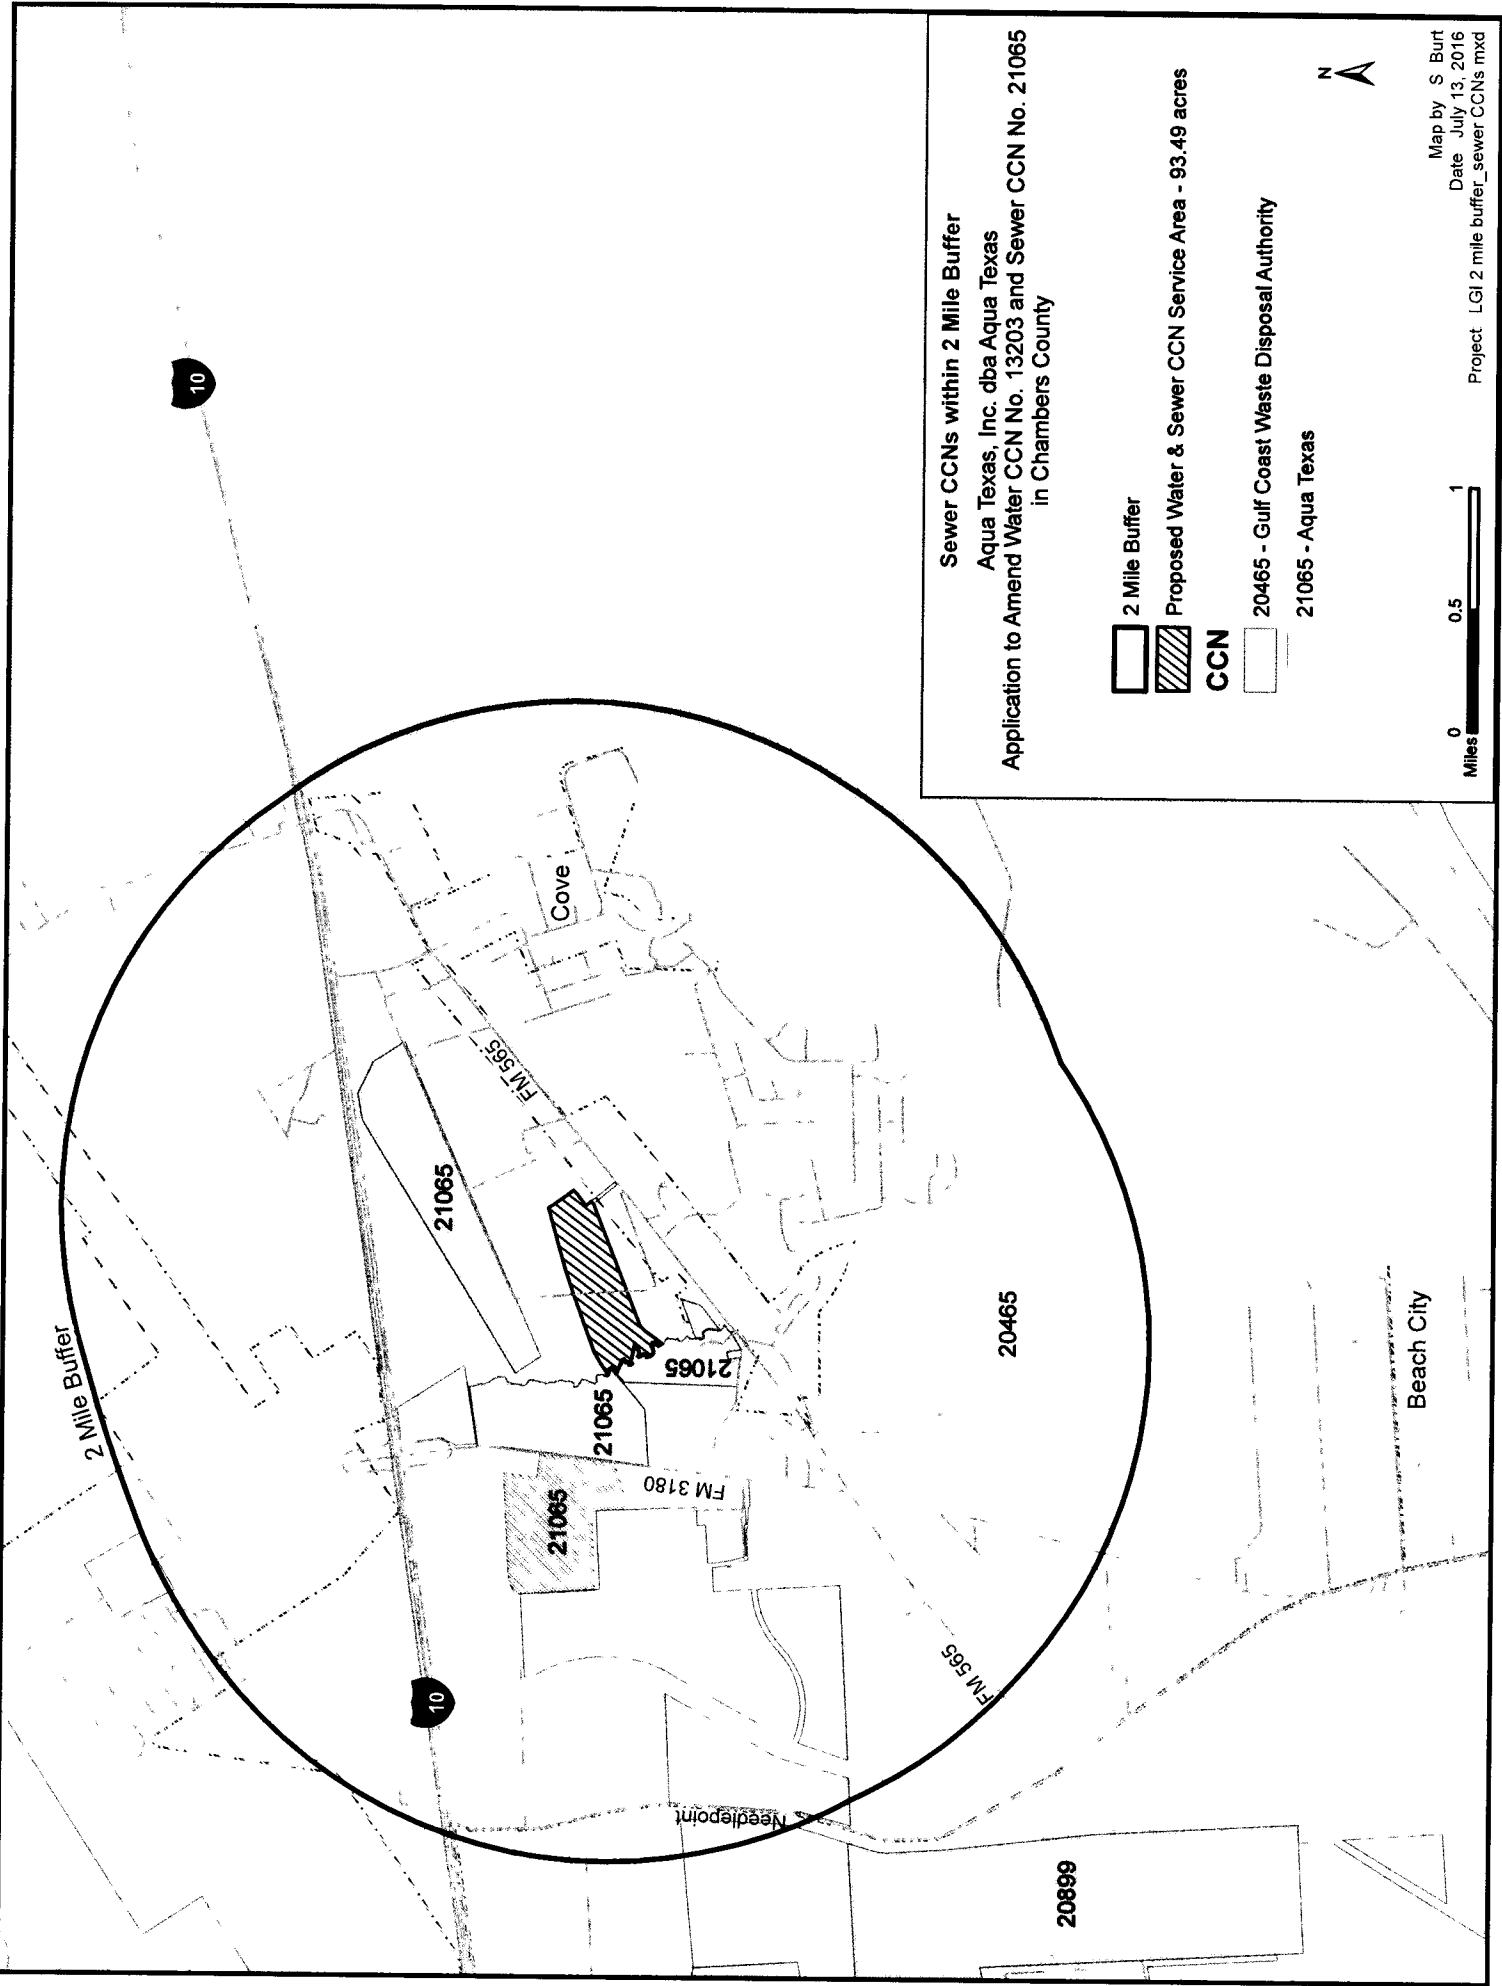 2 Mile Buffer
10
10
Cove
FM 565
21065
21065
21065
21065
FM 3180
FM 565
Needlepoint
20465
20899
Beach City
Sewer CCNs within 2 Mile Buffer
Aqua Texas, Inc. dba Aqua Texas
Application to Amend Water CCN No. 13203 and Sewer CCN No. 21065
in Chambers County
2 Mile Buffer
Proposed Water & Sewer CCN Service Area - 93.49 acres
CCN
20465 - Gulf Coast Waste Disposal Authority
21065 - Aqua Texas
N
0 0.5 1
Miles
Map by S Burt
Date July 13, 2016
Project LGI 2 mile buffer_sewer CCNs mxd